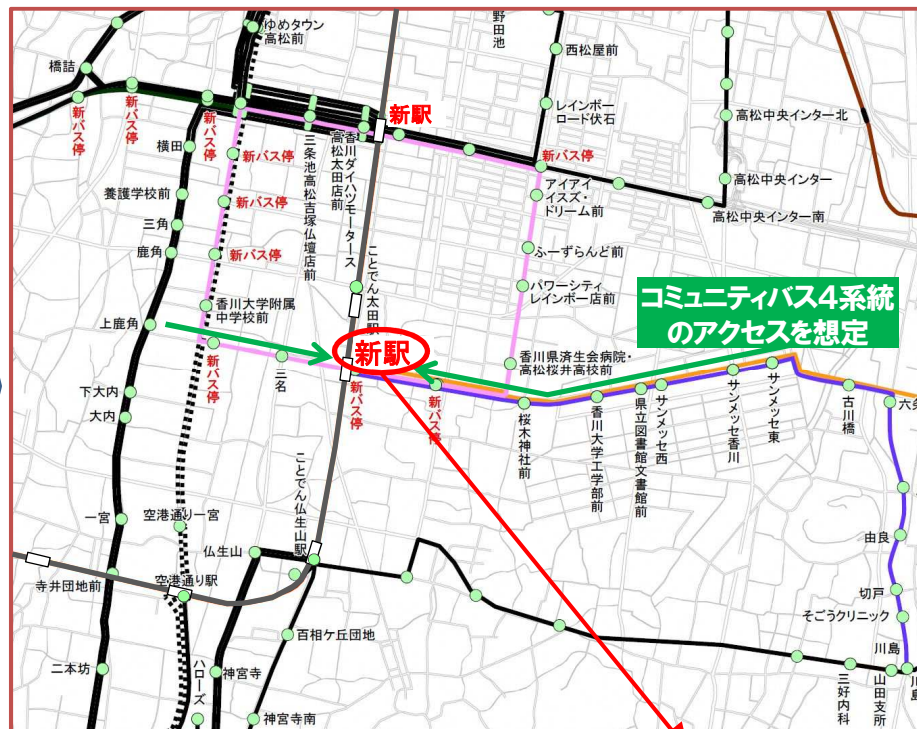 ゆめタウン
高松前
野田池
西松屋前
橋詰
レインボー
ロード伏石
高松中央インター北
新バス停
新バス停
新バス停
新駅
横田
新バス停
三条池
高松吉塚仏壇店前
香川ダイハツモータース
高松太田店前
新バス停
高松中央インター
養護学校前
新バス停
アイアイ
イスズ・
ドリーム前
高松中央インター南
三角
鹿角
新バス停
ふーずらんど前
ことでん太田駅
パワーシティ
レインボー店前
コミュニティバス4系統
のアクセスを想定
香川大学附属
中学校前
上鹿角
新駅
香川県済生会病院・
高松桜井高校前
新バス停
三名
新バス停
新バス停
下大内
大内
桜木神社前
香川大学工学部前
県立図書館文書館前
サンメッセ西
サンメッセ香川
サンメッセ東
古川橋
六条
ことでん仏生山駅
一宮
空港通り一宮
仏生山
由良
寺井団地前
空港通り駅
切戸
そごうクリニック
百相ケ丘団地
川島
二本坊
ハローズ
神宮寺
神宮寺南
三好内科
山田支所
川島